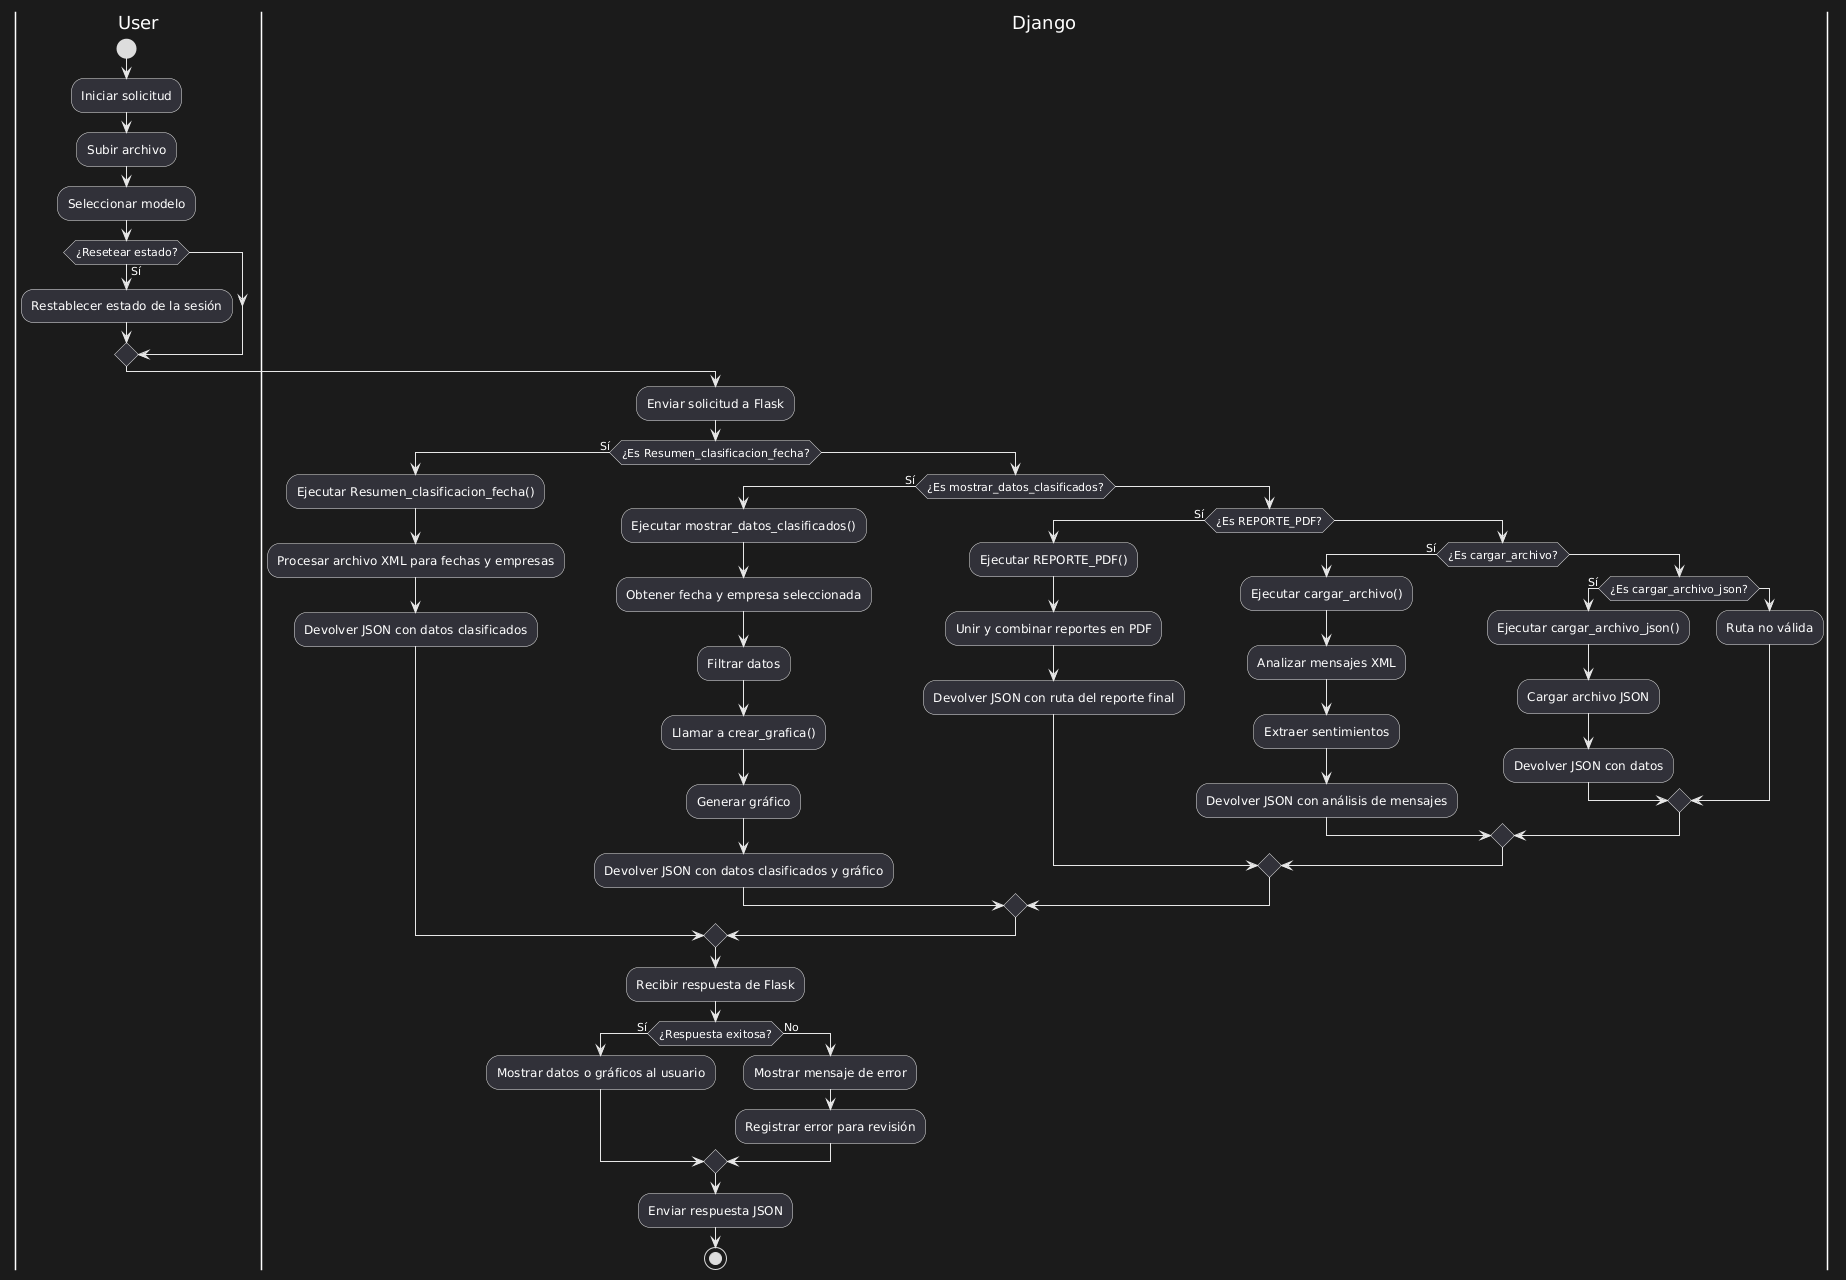 User
Django
Iniciar solicitud
Subir archivo
Seleccionar modelo
¿Resetear estado?
Sí
Restablecer estado de la sesión
Enviar solicitud a Flask
Sí
¿Es Resumen_clasificacion_fecha?
Ejecutar Resumen_clasificacion_fecha()
Procesar archivo XML para fechas y empresas
Devolver JSON con datos clasificados
Sí
¿Es mostrar_datos_clasificados?
Ejecutar mostrar_datos_clasificados()
Obtener fecha y empresa seleccionada
Filtrar datos
Llamar a crear_grafica()
Generar gráfico
Devolver JSON con datos clasificados y gráfico
Sí
¿Es REPORTE_PDF?
Ejecutar REPORTE_PDF()
Unir y combinar reportes en PDF
Devolver JSON con ruta del reporte final
Sí
¿Es cargar_archivo?
Ejecutar cargar_archivo()
Analizar mensajes XML
Extraer sentimientos
Devolver JSON con análisis de mensajes
Sí
¿Es cargar_archivo_json?
Ejecutar cargar_archivo_json()
Cargar archivo JSON
Devolver JSON con datos
Ruta no válida
Recibir respuesta de Flask
Sí
¿Respuesta exitosa?
No
Mostrar datos o gráficos al usuario
Mostrar mensaje de error
Registrar error para revisión
Enviar respuesta JSON